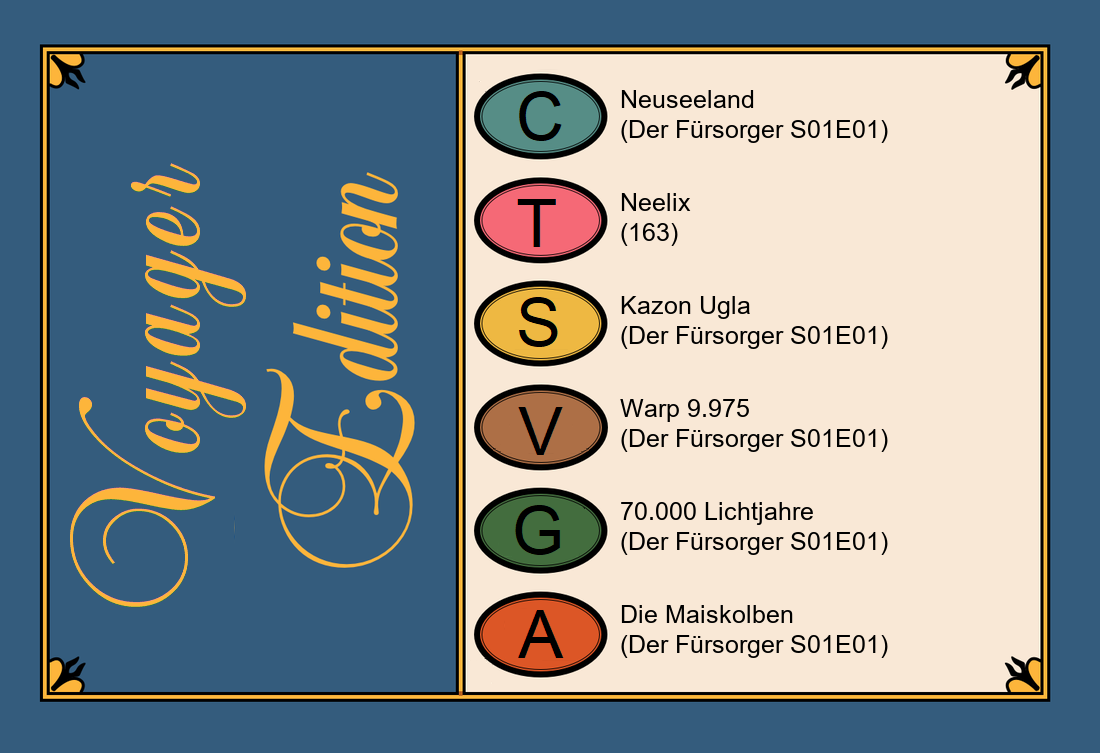 Voyager
Edition
C
Neuseeland
(Der Fürsorger S01E01)
T
Neelix
(163)
S
Kazon Ugla
(Der Fürsorger S01E01)
V
Warp 9.975
(Der Fürsorger S01E01)
G
70.000 Lichtjahre
(Der Fürsorger S01E01)
A
Die Maiskolben
(Der Fürsorger S01E01)